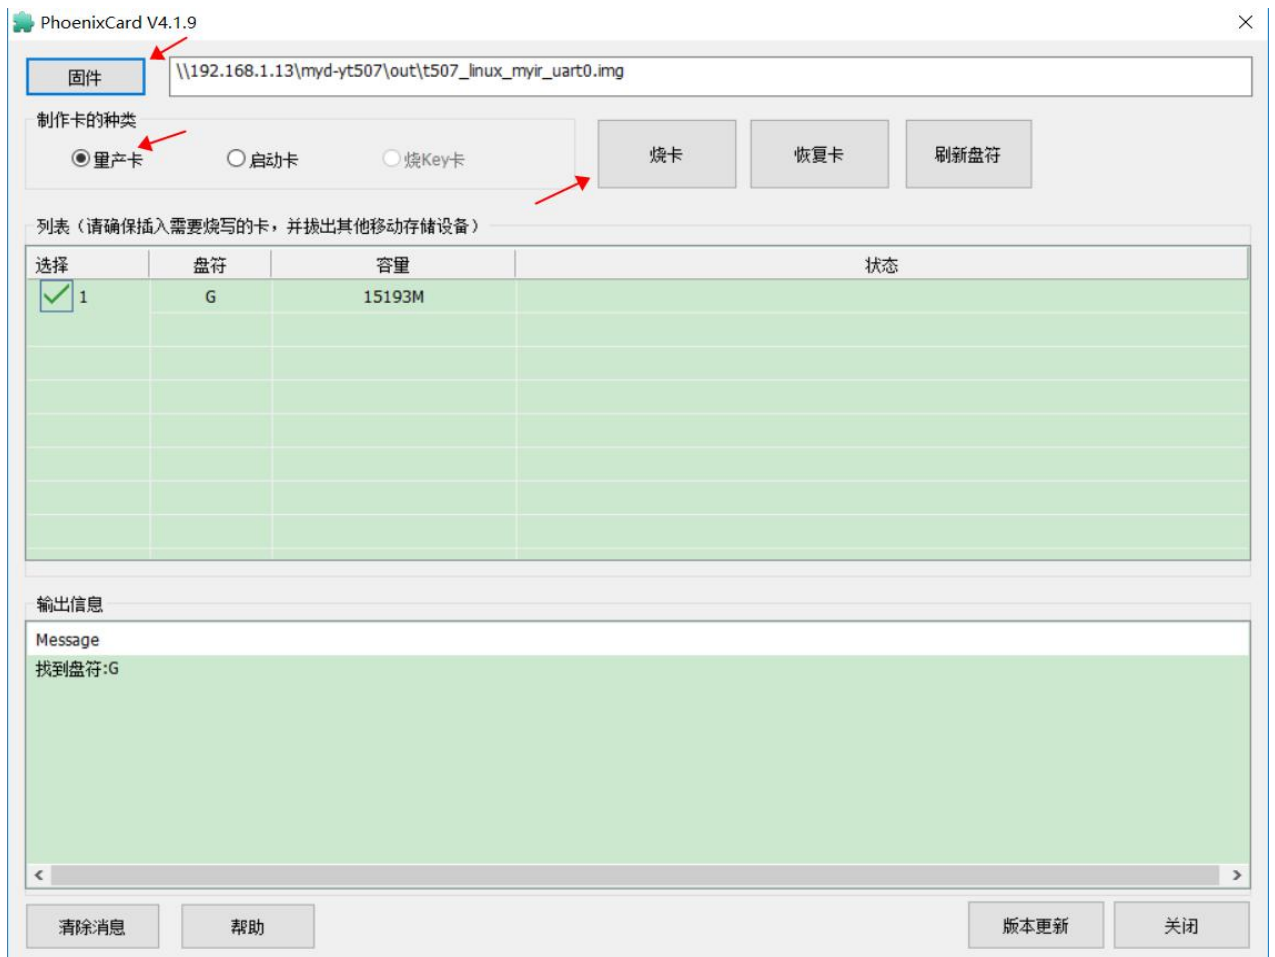 PhoenixCard V4.1.9
固件 \\192.168.1.13\myd-yt507\out\t507_linux_myir_uart0.img
制作卡的种类
量产卡 启动卡 烧Key卡 烧卡 恢复卡 刷新盘符
列表（请确保插入需要烧写的卡，并拔出其他移动存储设备）
选择 盘符 容量 状态
1 G 15193M
输出信息
Message
找到盘符:G
清除消息 帮助 版本更新 关闭